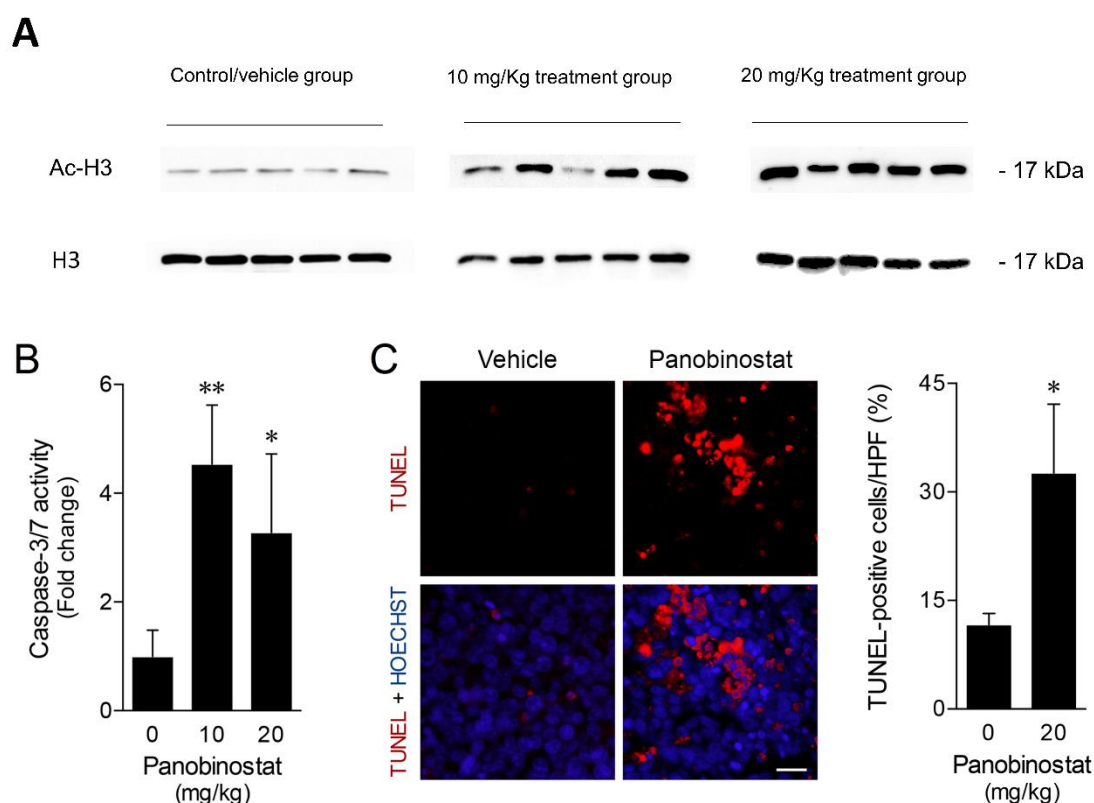 A
Control/vehicle group
10 mg/Kg treatment group
20 mg/Kg treatment group
Ac-H3
- 17 kDa
H3
- 17 kDa
B
Caspase-3/7 activity
(Fold change)
6
4
2
0
**
*
0 10 20
Panobinostat
(mg/kg)
C
Vehicle
Panobinostat
TUNEL
TUNEL + HOECHST
TUNEL-positive cells/HPF (%)
45
30
15
0
*
0 20
Panobinostat
(mg/kg)